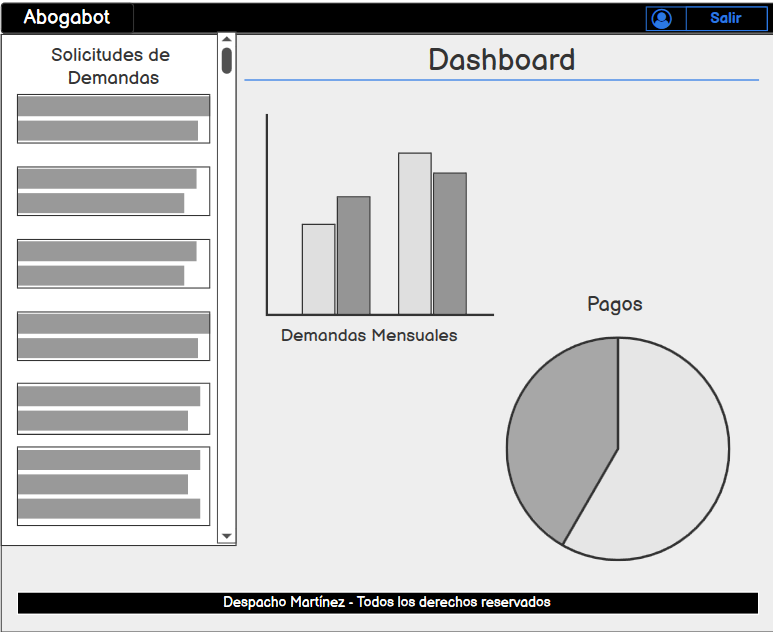 Abogabot
Salir
Solicitudes de
Demandas
Dashboard
Demandas Mensuales
Pagos
Despacho Martínez - Todos los derechos reservados